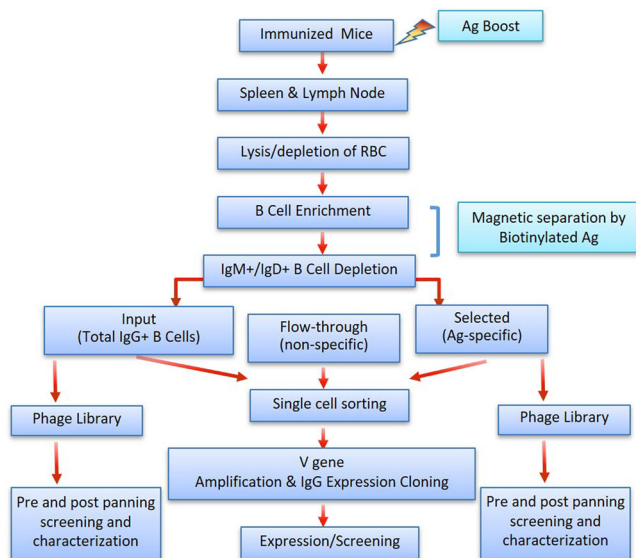 Immunized Mice
Ag Boost
Spleen & Lymph Node
Lysis/depletion of RBC
B Cell Enrichment
Magnetic separation by
Biotinylated Ag
IgM+/IgD+ B Cell Depletion
Input
(Total IgG+ B Cells)
Flow-through
(non-specific)
Selected
(Ag-specific)
Phage Library
Single cell sorting
Phage Library
V gene
Amplification & IgG Expression Cloning
Pre and post panning
screening and
characterization
Expression/Screening
Pre and post panning
screening and
characterization